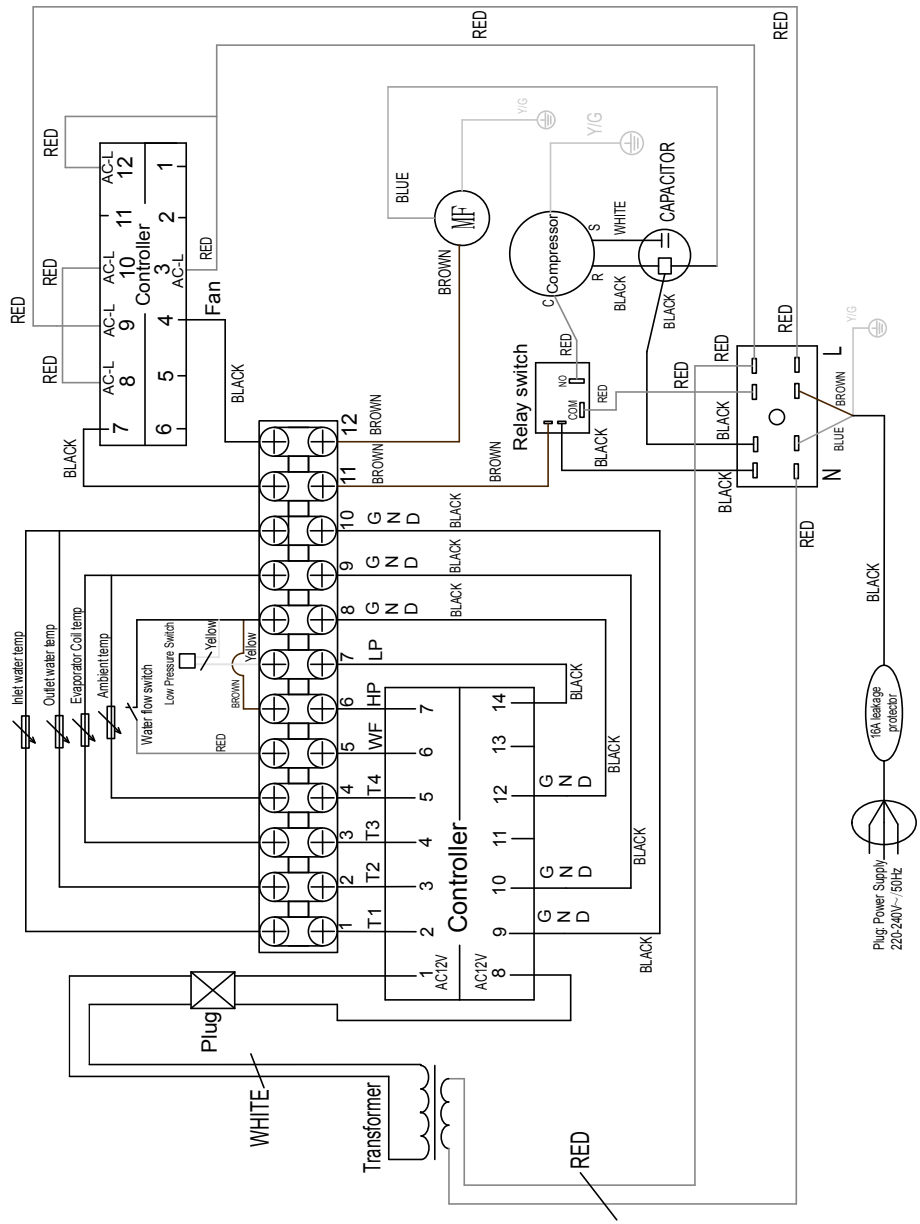 RED
RED
RED
AC-L
12
11
AC-L
10
AC-L
9
AC-L
8
7
Controller
1
2
3
AC-L
4
5
6
RED
RED
RED
RED
Fan
BLACK
BLACK
BLUE
MF
Y/G
Y/G
BROWN
Compressor
C
R
S
WHITE
BLACK
CAPACITOR
BLACK
RED
Relay switch
NO
COM
RED
RED
BROWN
BLACK
RED
RED
BLACK
BLACK
L
N
BROWN
BLUE
Y/G
RED
BLACK
16A leakage
protector
Plug: Power Supply
220-240V~/50Hz
Inlet water temp
Outlet water temp
Evaporator Coil temp
Ambient temp
Water flow switch
Low Pressure Switch
Yellow
Yellow
BROWN
RED
12
BROWN
11
BROWN
10
GND
BLACK
9
GND
BLACK
8
GND
BLACK
7
LP
6
HP
5
WF
4
T4
3
T3
2
T2
1
T1
7
6
5
4
3
2
1
AC12V
Controller
14
13
12
GND
11
10
GND
9
GND
8
AC12V
BLACK
BLACK
BLACK
BLACK
Plug
WHITE
Transformer
RED